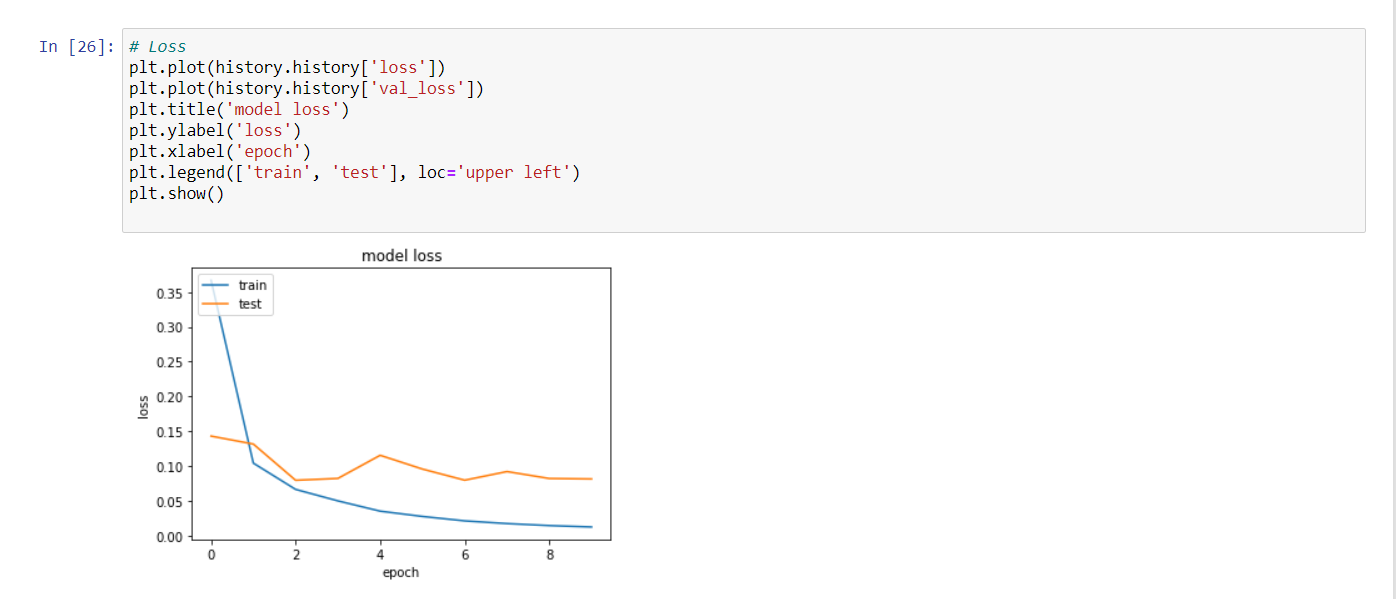 In [26]: # Loss
plt.plot(history.history['loss'])
plt.plot(history.history['val_loss'])
plt.title('model loss')
plt.ylabel('loss')
plt.xlabel('epoch')
plt.legend(['train', 'test'], loc='upper left')
plt.show()
model loss
train
test
0.35
0.30
0.25
0.20
0.15
0.10
0.05
0.00
loss
0 2 4 6 8
epoch